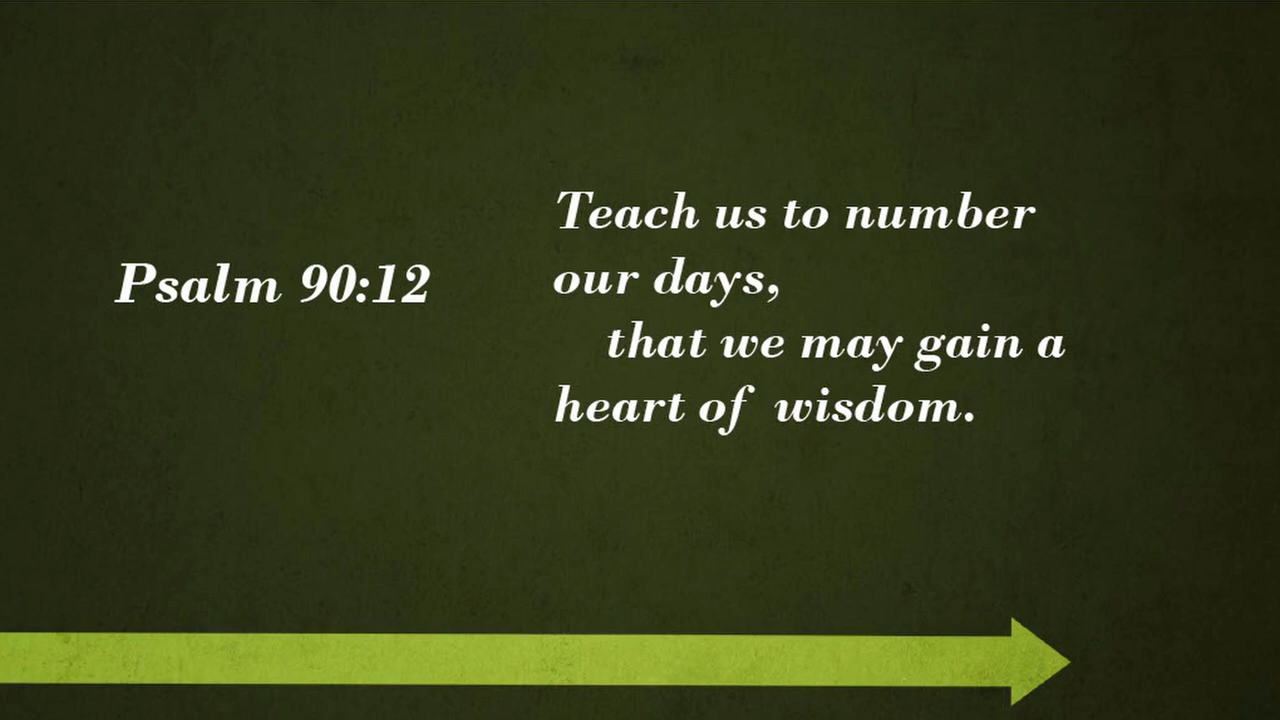 Psalm 90:12
Teach us to number
our days,
that we may gain a
heart of wisdom.